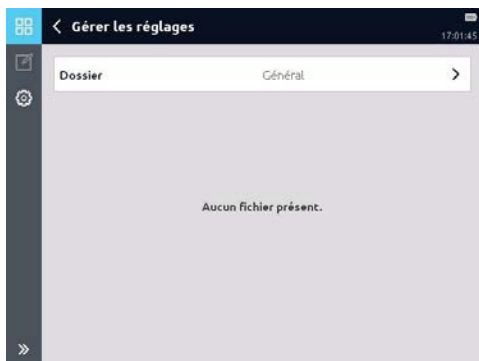 Gérer les réglages
17:01:45
Dossier Général
Aucun fichier présent.